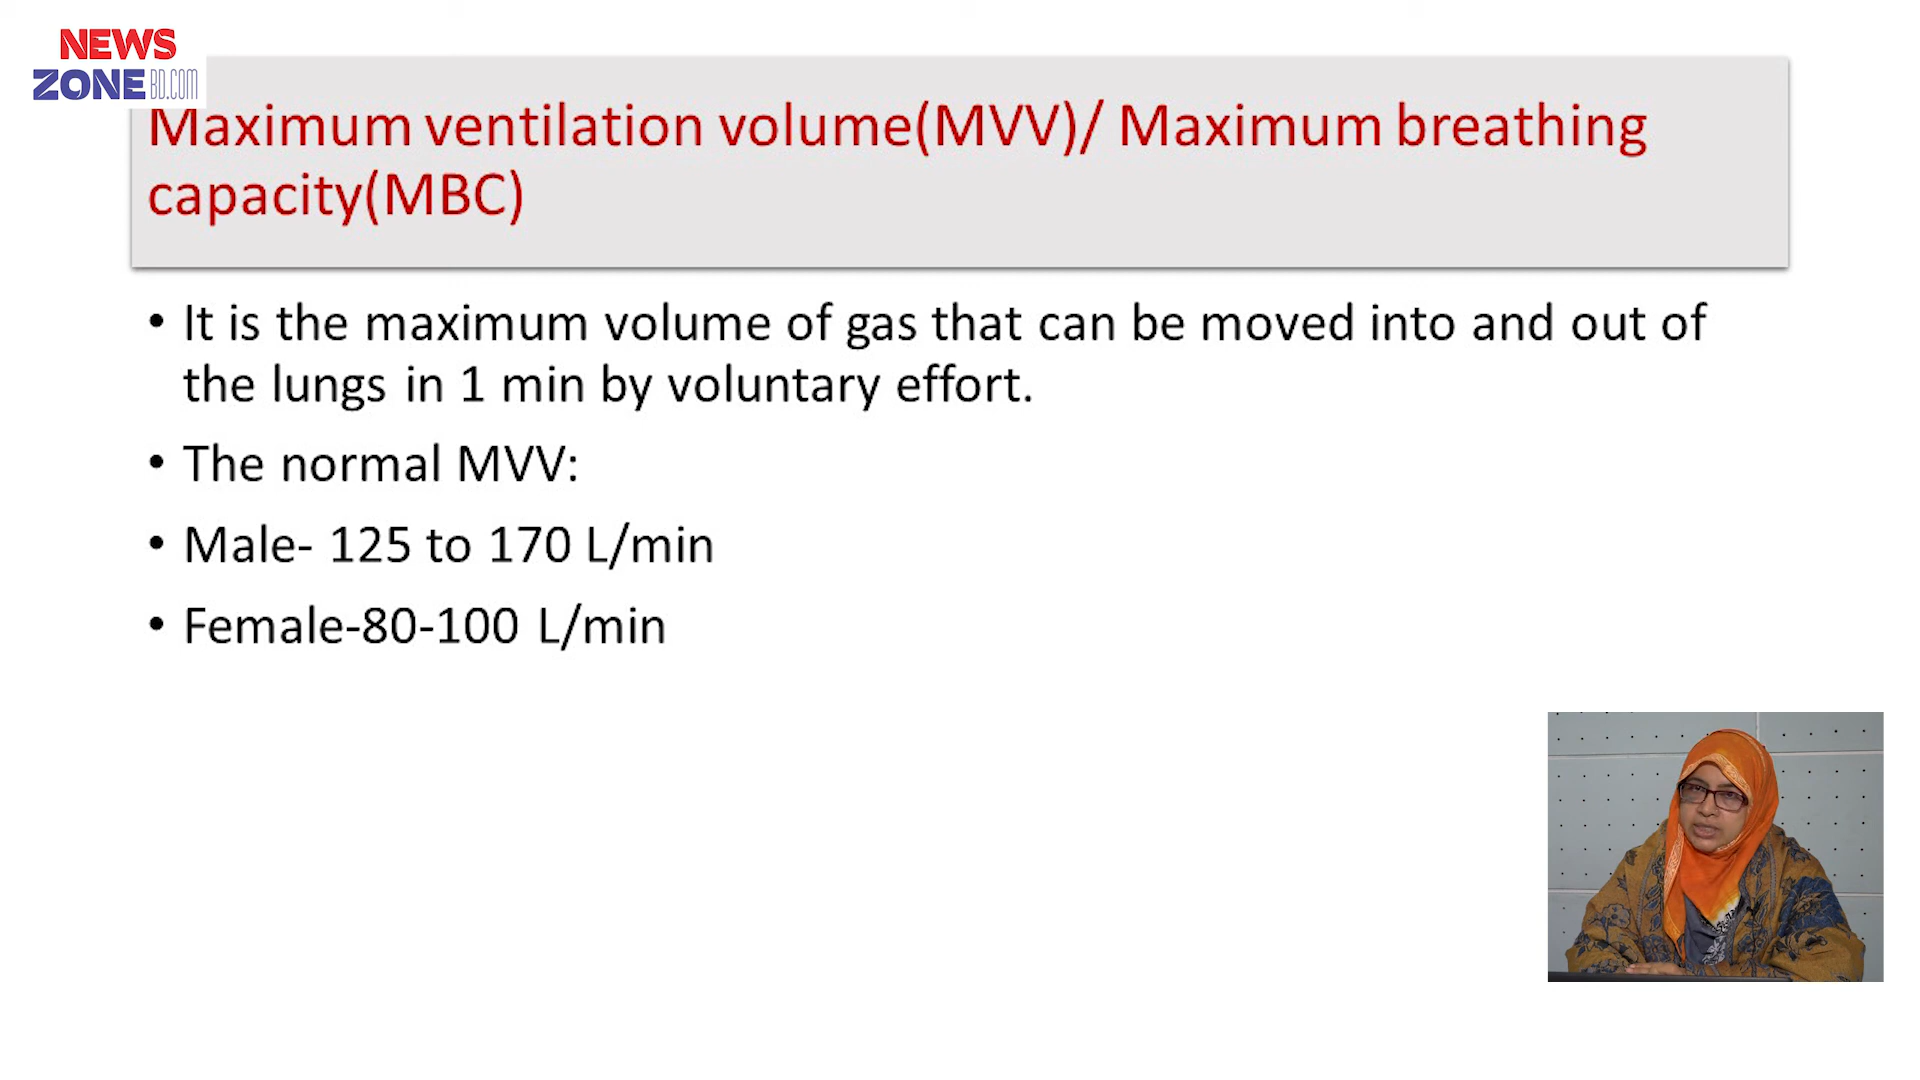 NEWS
ZONE BD.COM
Maximum ventilation volume(MVV)/ Maximum breathing
capacity(MBC)
• It is the maximum volume of gas that can be moved into and out of
the lungs in 1 min by voluntary effort.
• The normal MVV:
• Male- 125 to 170 L/min
• Female-80-100 L/min